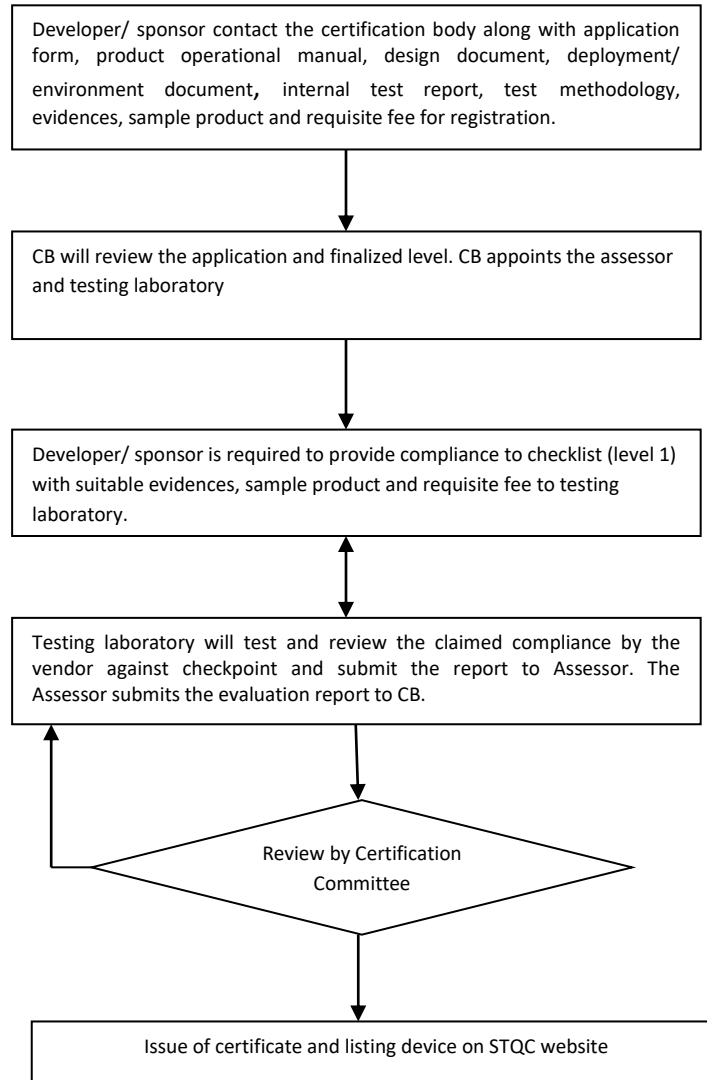 Developer/ sponsor contact the certification body along with application
form, product operational manual, design document, deployment/
environment document, internal test report, test methodology,
evidences, sample product and requisite fee for registration.
CB will review the application and finalized level. CB appoints the assessor
and testing laboratory
Developer/ sponsor is required to provide compliance to checklist (level 1)
with suitable evidences, sample product and requisite fee to testing
laboratory.
Testing laboratory will test and review the claimed compliance by the
vendor against checkpoint and submit the report to Assessor. The
Assessor submits the evaluation report to CB.
Review by Certification
Committee
Issue of certificate and listing device on STQC website